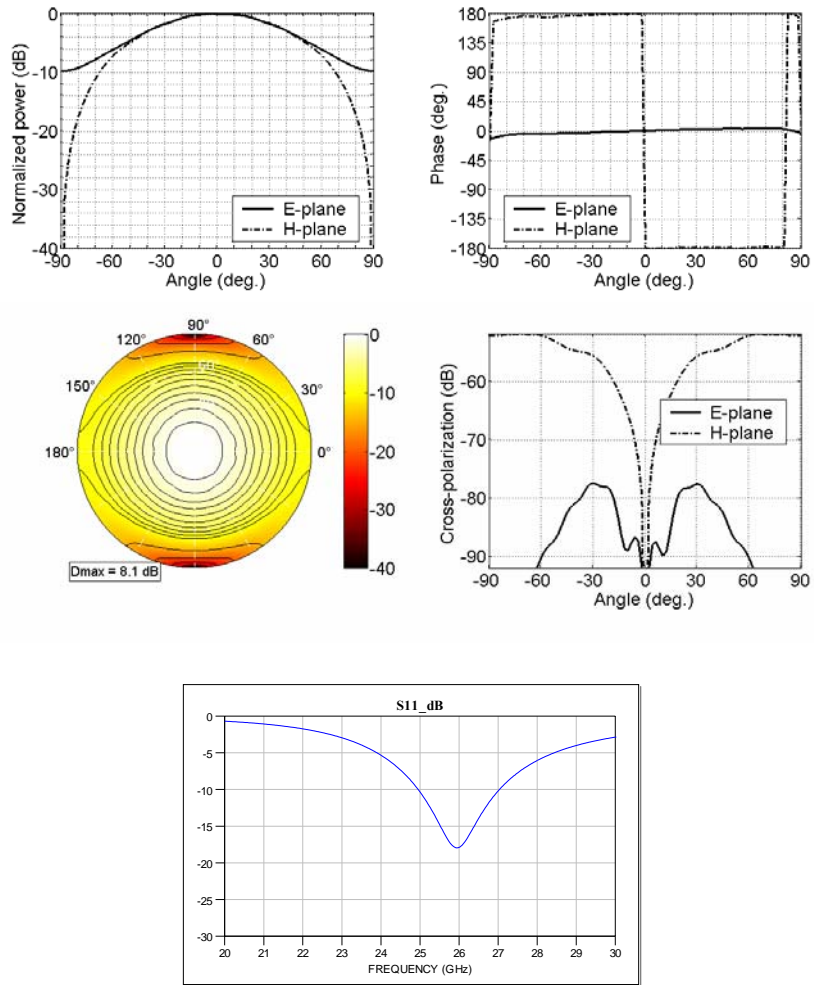 0
-10
-20
-30
-40
Normalized power (dB)
E-plane
H-plane
-90 -60 -30 0 30 60 90
Angle (deg.)
180
135
90
45
0
-45
-90
-135
-180
Phase (deg.)
E-plane
H-plane
-90 -60 -30 0 30 60 90
Angle (deg.)
90°
120° 60°
150° 30°
180° 0°
60
Dmax = 8.1 dB
0
-10
-20
-30
-40
-60
-70
-80
-90
Cross-polarization (dB)
E-plane
H-plane
-90 -60 -30 0 30 60 90
Angle (deg.)
S11_dB
0
-5
-10
-15
-20
-25
-30
20 21 22 23 24 25 26 27 28 29 30
FREQUENCY (GHz)